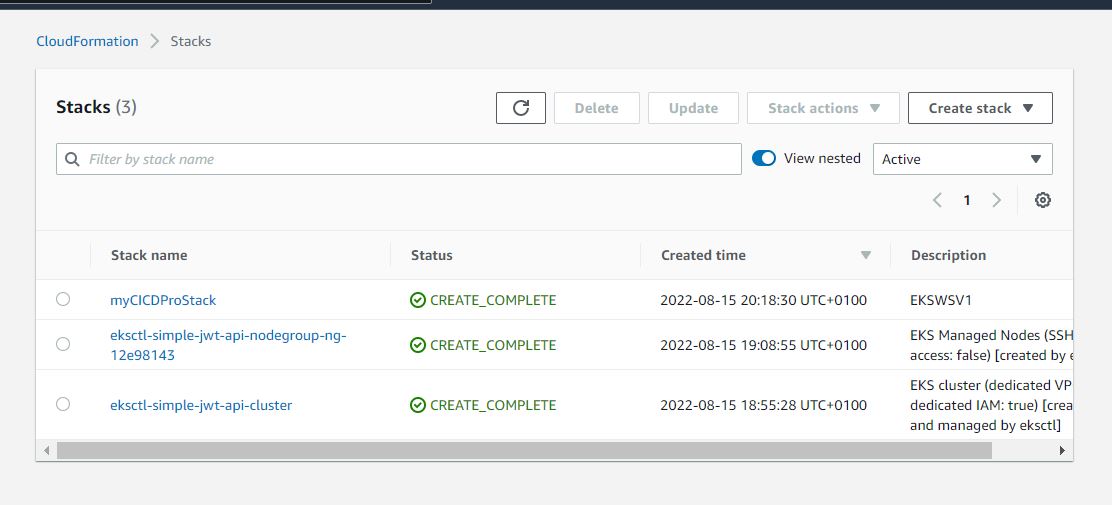 CloudFormation > Stacks
Stacks (3)
Delete
Update
Stack actions
Create stack
Filter by stack name
View nested
Active
1
Stack name
Status
Created time
Description
myCICDProStack
CREATE_COMPLETE
2022-08-15 20:18:30 UTC+0100
EKSWSV1
eksctl-simple-jwt-api-nodegroup-ng-
12e98143
CREATE_COMPLETE
2022-08-15 19:08:55 UTC+0100
EKS Managed Nodes (SSH
access: false) [created by e
eksctl-simple-jwt-api-cluster
CREATE_COMPLETE
2022-08-15 18:55:28 UTC+0100
EKS cluster (dedicated VP
dedicated IAM: true) [crea
and managed by eksctl]